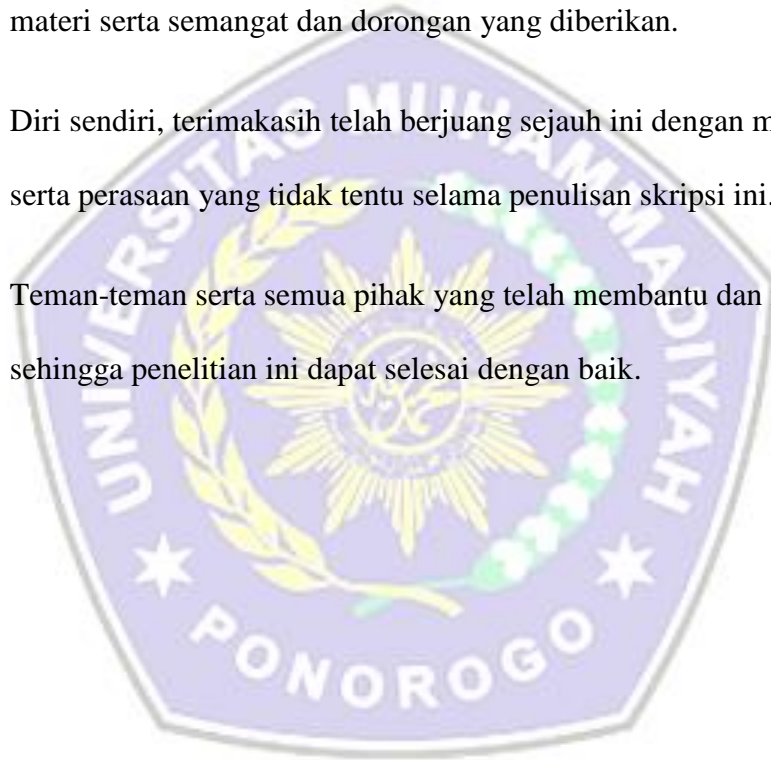 materi serta semangat dan dorongan yang diberikan.
Diri sendiri, terimakasih telah berjuang sejauh ini dengan
serta perasaan yang tidak tentu selama penulisan skripsi ini.
Teman-teman serta semua pihak yang telah membantu dan
sehingga penelitian ini dapat selesai dengan baik.
UNIVERSITAS MUHAMMADIYAH
PONOROGO